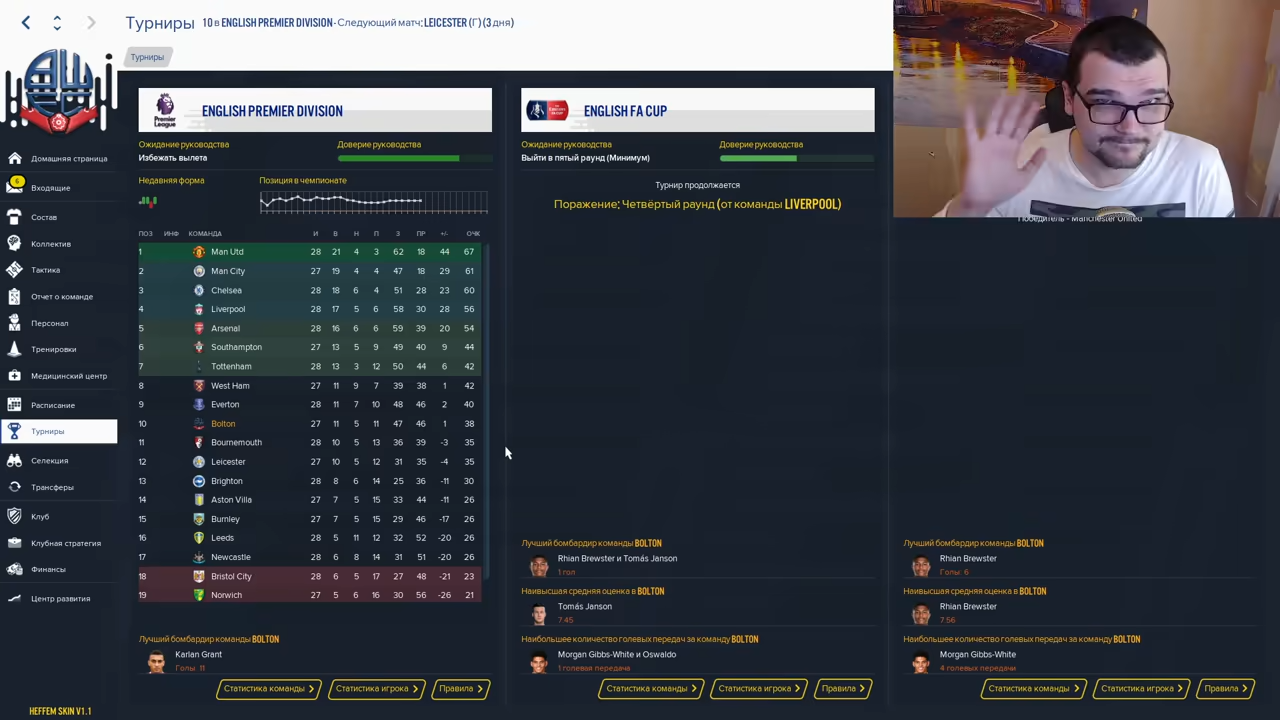 Турниры
10 в ENGLISH PREMIER DIVISION - Следующий матч: LEICESTER (Г) (3 дня)
Турниры
Домашняя страница
6
Входящие
Состав
Коллектив
Тактика
Отчет о команде
Персонал
Тренировки
Медицинский центр
Расписание
Турниры
Селекция
Трансферы
Клуб
Клубная стратегия
Финансы
Центр развития
HEFFEM SKIN V1.1
Premier League
ENGLISH PREMIER DIVISION
Ожидание руководства Доверие руководства
Избежать вылета
Недавняя форма Позиция в чемпионате
ПОЗ ИНФ КОМАНДА И В Н П З ПР +/- ОЧК
1 Man Utd 28 21 4 3 62 18 44 67
2 Man City 27 19 4 4 47 18 29 61
3 Chelsea 28 18 6 4 51 28 23 60
4 Liverpool 28 17 5 6 58 30 28 56
5 Arsenal 28 16 6 6 59 39 20 54
6 Southampton 27 13 5 9 49 40 9 44
7 Tottenham 28 13 3 12 50 44 6 42
8 West Ham 27 11 9 7 39 38 1 42
9 Everton 28 11 7 10 48 46 2 40
10 Bolton 27 11 5 11 47 46 1 38
11 Bournemouth 28 10 5 13 36 39 -3 35
12 Leicester 27 10 5 12 31 35 -4 35
13 Brighton 28 8 6 14 25 36 -11 30
14 Aston Villa 27 7 5 15 33 44 -11 26
15 Burnley 27 7 5 15 29 46 -17 26
16 Leeds 28 5 11 12 32 52 -20 26
17 Newcastle 28 6 8 14 31 51 -20 26
18 Bristol City 28 6 5 17 27 48 -21 23
19 Norwich 27 5 6 16 30 56 -26 21
Лучший бомбардир команды BOLTON
Karlan Grant
Голы: 11
Статистика команды Статистика игрока Правила
ENGLISH FA CUP
Ожидание руководства Доверие руководства
Выйти в пятый раунд (Минимум)
Турнир продолжается
Поражение; Четвёртый раунд (от команды LIVERPOOL)
Лучший бомбардир команды BOLTON
Rhian Brewster и Tomás Janson
1 гол
Наивысшая средняя оценка в BOLTON
Tomás Janson
7.45
Наибольшее количество голевых передач за команду BOLTON
Morgan Gibbs-White и Oswaldo
1 голевая передача
Статистика команды Статистика игрока Правила
Победитель - Manchester United
Лучший бомбардир команды BOLTON
Rhian Brewster
Голы: 6
Наивысшая средняя оценка в BOLTON
Rhian Brewster
7.56
Наибольшее количество голевых передач за команду BOLTON
Morgan Gibbs-White
4 голевых передачи
Статистика команды Статистика игрока Правила